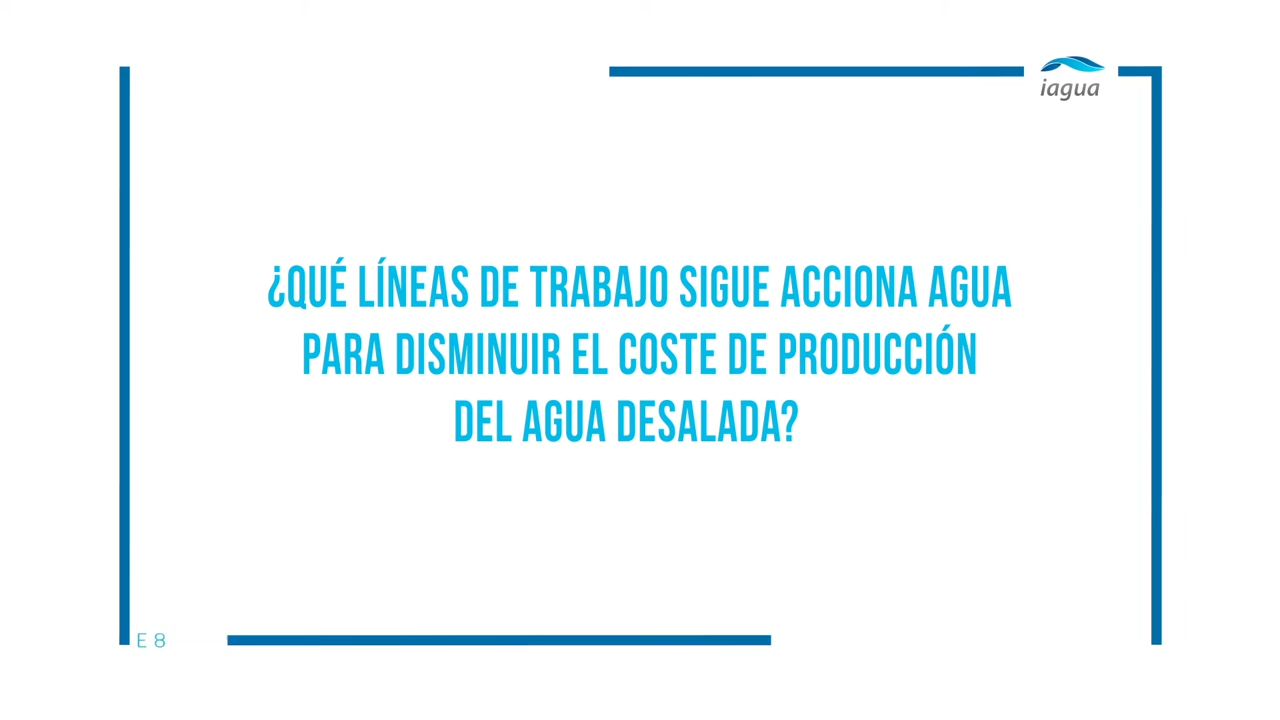 iagua
¿QUÉ LÍNEAS DE TRABAJO SIGUE ACCIONA AGUA
PARA DISMINUIR EL COSTE DE PRODUCCIÓN
DEL AGUA DESALADA?
E 8